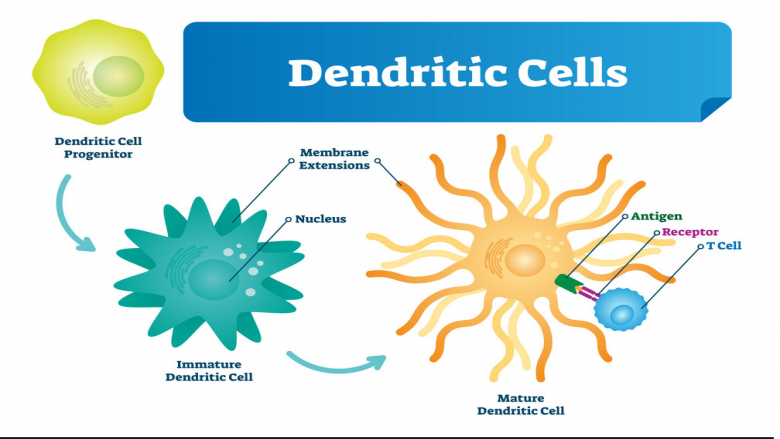 Dendritic Cells
Dendritic Cell
Progenitor
Membrane
Extensions
Nucleus
Antigen
Receptor
T Cell
Immature
Dendritic Cell
Mature
Dendritic Cell